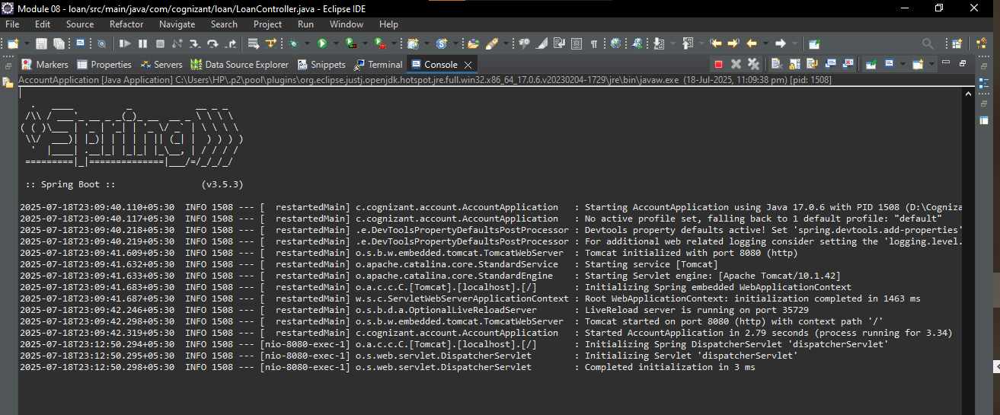 Module 08 - loan/src/main/java/com/cognizant/loan/LoanController.java - Eclipse IDE
File Edit Source Refactor Navigate Search Project Run Window Help
Markers Properties Servers Data Source Explorer Snippets Terminal Console
AccountApplication [Java Application] C:\Users\HP\.p2\pool\plugins\org.eclipse.justj.openjdk.hotspot.jre.full.win32.x86_64_17.0.6.v20230204-1729\jre\bin\javaw.exe (18-Jul-2025, 11:09:38 pm) [pid: 1508]
Spring
:: Spring Boot :: (v3.5.3)
2025-07-18T23:09:40.110+05:30 INFO 1508 --- [ restartedMain] c.cognizant.account.AccountApplication : Starting AccountApplication using Java 17.0.6 with PID 1508 (D:\Cogniza
2025-07-18T23:09:40.117+05:30 INFO 1508 --- [ restartedMain] c.cognizant.account.AccountApplication : No active profile set, falling back to 1 default profile: "default"
2025-07-18T23:09:40.218+05:30 INFO 1508 --- [ restartedMain] .e.DevToolsPropertyDefaultsPostProcessor : Devtools property defaults active! Set 'spring.devtools.add-properties'
2025-07-18T23:09:40.219+05:30 INFO 1508 --- [ restartedMain] .e.DevToolsPropertyDefaultsPostProcessor : For additional web related logging consider setting the 'logging.level.
2025-07-18T23:09:41.609+05:30 INFO 1508 --- [ restartedMain] o.s.b.w.embedded.tomcat.TomcatWebServer : Tomcat initialized with port 8080 (http)
2025-07-18T23:09:41.632+05:30 INFO 1508 --- [ restartedMain] o.apache.catalina.core.StandardService : Starting service [Tomcat]
2025-07-18T23:09:41.633+05:30 INFO 1508 --- [ restartedMain] o.apache.catalina.core.StandardEngine : Starting Servlet engine: [Apache Tomcat/10.1.42]
2025-07-18T23:09:41.683+05:30 INFO 1508 --- [ restartedMain] o.a.c.c.C.[Tomcat].[localhost].[/] : Initializing Spring embedded WebApplicationContext
2025-07-18T23:09:41.687+05:30 INFO 1508 --- [ restartedMain] w.s.c.ServletWebServerApplicationContext : Root WebApplicationContext: initialization completed in 1463 ms
2025-07-18T23:09:42.246+05:30 INFO 1508 --- [ restartedMain] o.s.b.d.a.OptionalLiveReloadServer : LiveReload server is running on port 35729
2025-07-18T23:09:42.298+05:30 INFO 1508 --- [ restartedMain] o.s.b.w.embedded.tomcat.TomcatWebServer : Tomcat started on port 8080 (http) with context path '/'
2025-07-18T23:09:42.319+05:30 INFO 1508 --- [ restartedMain] c.cognizant.account.AccountApplication : Started AccountApplication in 2.79 seconds (process running for 3.34)
2025-07-18T23:12:50.294+05:30 INFO 1508 --- [nio-8080-exec-1] o.a.c.c.C.[Tomcat].[localhost].[/] : Initializing Spring DispatcherServlet 'dispatcherServlet'
2025-07-18T23:12:50.295+05:30 INFO 1508 --- [nio-8080-exec-1] o.s.web.servlet.DispatcherServlet : Initializing Servlet 'dispatcherServlet'
2025-07-18T23:12:50.298+05:30 INFO 1508 --- [nio-8080-exec-1] o.s.web.servlet.DispatcherServlet : Completed initialization in 3 ms